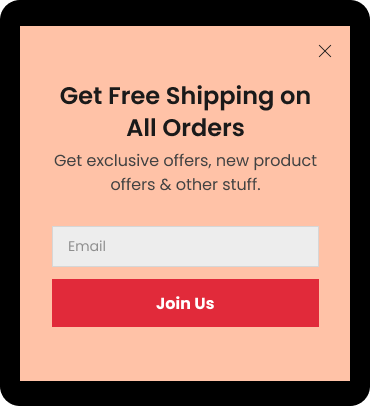 Get Free Shipping on
All Orders
Get exclusive offers, new product
offers & other stuff.
Email
Join Us